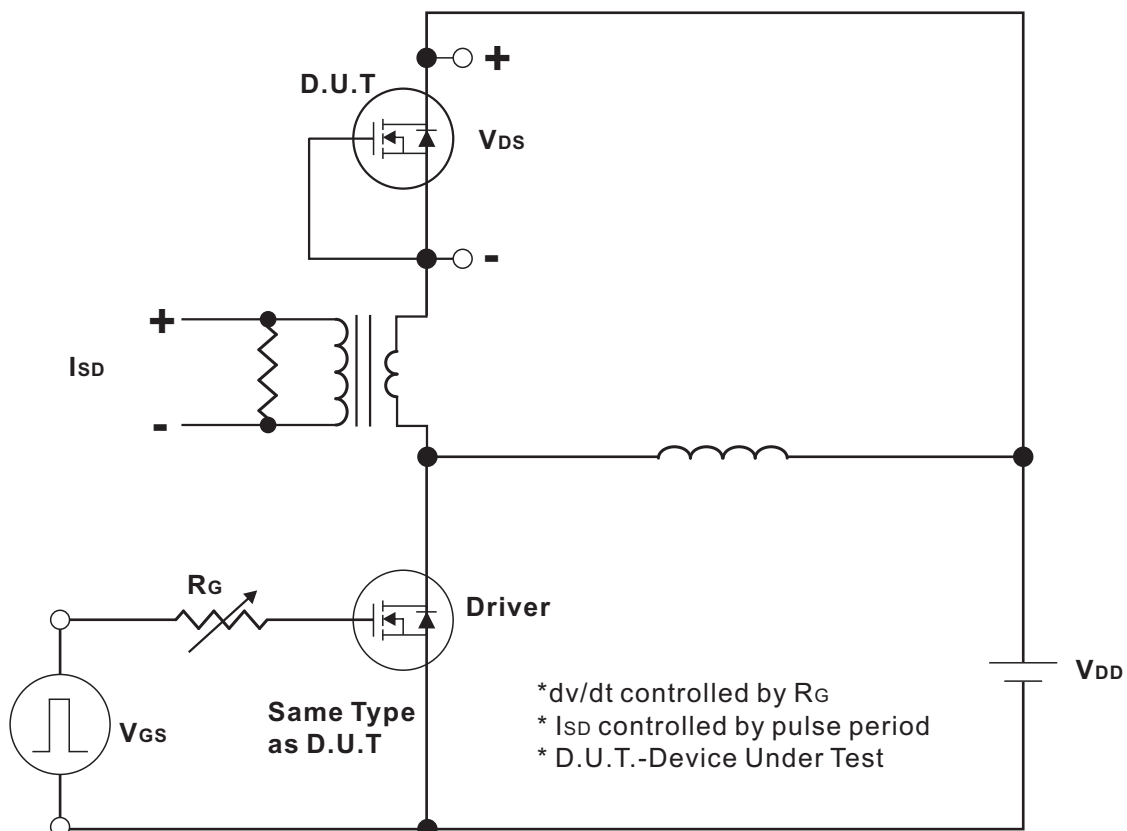 +
D.U.T
VDS
-
+
ISD
-
RG
Driver
VGS
Same Type
as D.U.T
VDD
*dv/dt controlled by RG
* ISD controlled by pulse period
* D.U.T.-Device Under Test